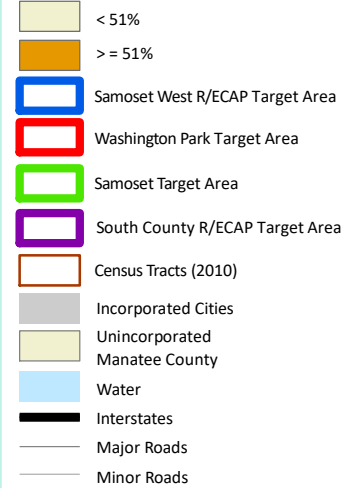 < 51%
> = 51%
Samoset West R/ECAP Target Area
Washington Park Target Area
Samoset Target Area
South County R/ECAP Target Area
Census Tracts (2010)
Incorporated Cities
Unincorporated
Manatee County
Water
Interstates
Major Roads
Minor Roads